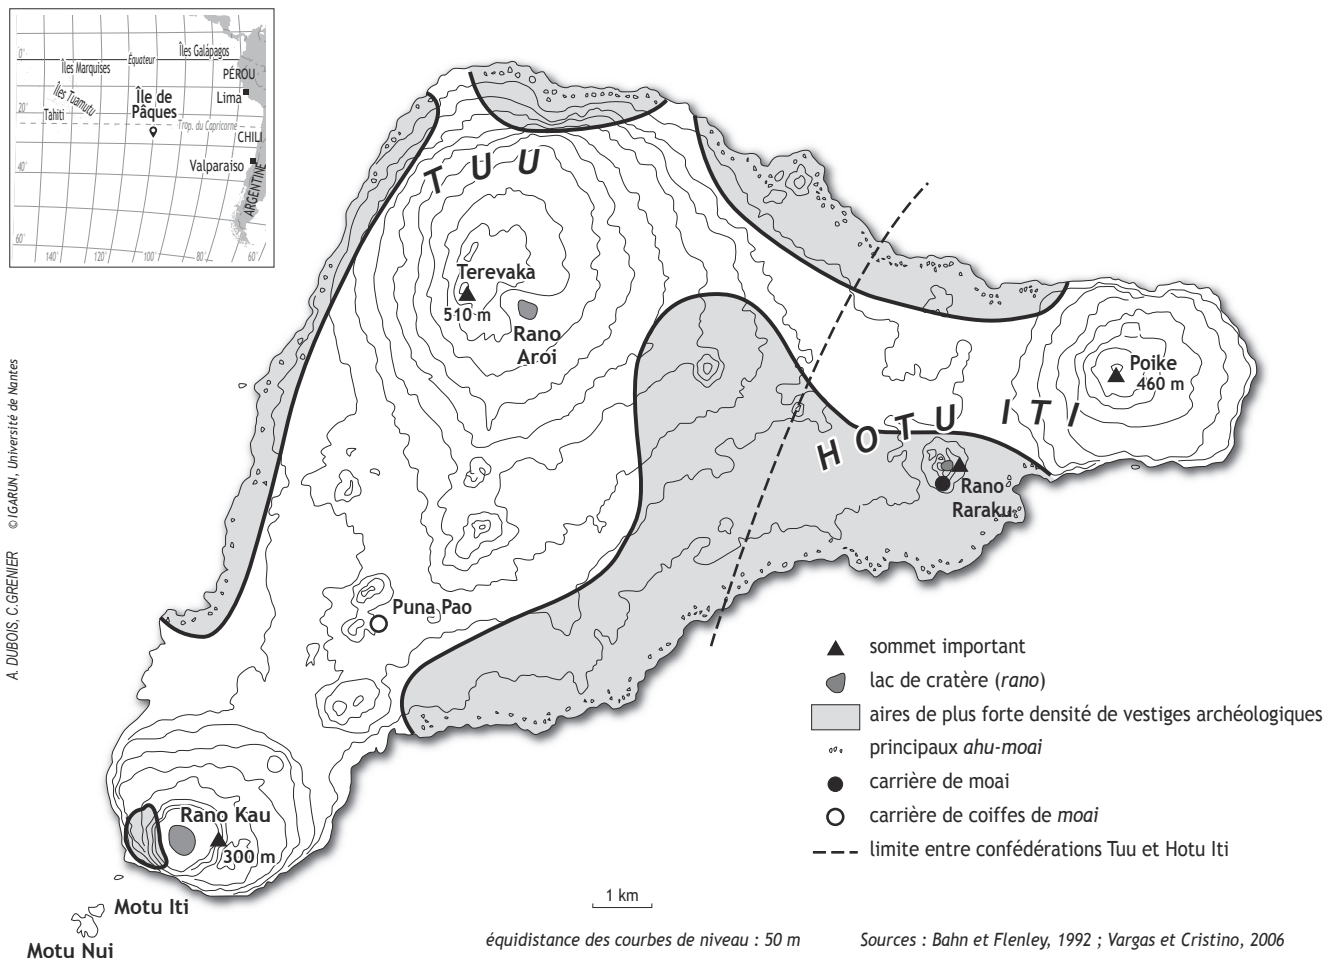 0°
Équateur
Îles Galápagos
Îles Marquises
PÉROU
Îles Tuamutu
Lima
Île de
Pâques
20°
Tahiti
Trop. du Capricorne
CHILI
40°
Valparaiso
ARGENTINE
60°
140° 120° 100° 80° 60°
TUU
Terevaka
510 m
Rano
Aroi
Poike
460 m
HOTU ITI
Rano
Raraku
Puna Pao
Rano Kau
300 m
Motu Iti
Motu Nui
sommet important
lac de cratère (rano)
aires de plus forte densité de vestiges archéologiques
principaux ahu-moai
carrière de moai
carrière de coiffes de moai
limite entre confédérations Tuu et Hotu Iti
1 km
équidistance des courbes de niveau : 50 m
Sources : Bahn et Flenley, 1992 ; Vargas et Cristino, 2006
A. DUBOIS, C.GRENIER © IGARUN, Université de Nantes